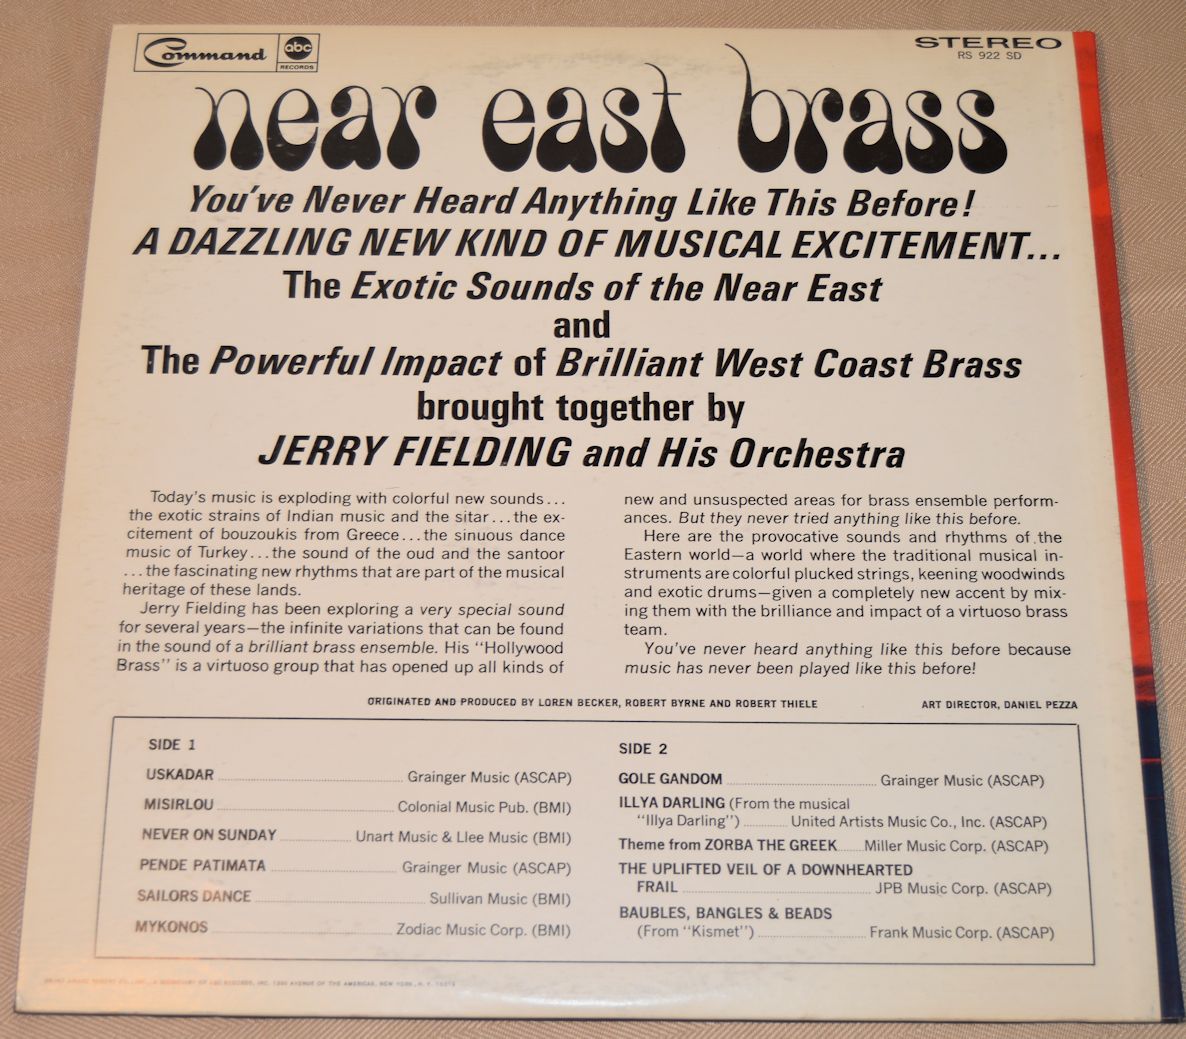 Command
abc
RECORDS
STEREO
RS 922 SD
near east brass
You've Never Heard Anything Like This Before!
A DAZZLING NEW KIND OF MUSICAL EXCITEMENT...
The Exotic Sounds of the Near East
and
The Powerful Impact of Brilliant West Coast Brass
brought together by
JERRY FIELDING and His Orchestra
Today's music is exploding with colorful new sounds...
the exotic strains of Indian music and the sitar...the ex-
citement of bouzoukis from Greece...the sinuous dance
music of Turkey...the sound of the oud and the santoor
...the fascinating new rhythms that are part of the musical
heritage of these lands.
Jerry Fielding has been exploring a very special sound
for several years—the infinite variations that can be found
in the sound of a brilliant brass ensemble. His "Hollywood
Brass" is a virtuoso group that has opened up all kinds of
new and unsuspected areas for brass ensemble perform-
ances. But they never tried anything like this before.
Here are the provocative sounds and rhythms of the
Eastern world—a world where the traditional musical in-
struments are colorful plucked strings, keening woodwinds
and exotic drums—given a completely new accent by mix-
ing them with the brilliance and impact of a virtuoso brass
team.
You've never heard anything like this before because
music has never been played like this before!
ORIGINATED AND PRODUCED BY LOREN BECKER, ROBERT BYRNE AND ROBERT THIELE
ART DIRECTOR, DANIEL PEZZA
SIDE 1
USKADAR Grainger Music (ASCAP)
MISIRLOU Colonial Music Pub. (BMI)
NEVER ON SUNDAY Unart Music & Llee Music (BMI)
PENDE PATIMATA Grainger Music (ASCAP)
SAILORS DANCE Sullivan Music (BMI)
MYKONOS Zodiac Music Corp. (BMI)
SIDE 2
GOLE GANDOM Grainger Music (ASCAP)
ILLYA DARLING (From the musical
"Illya Darling") United Artists Music Co., Inc. (ASCAP)
Theme from ZORBA THE GREEK Miller Music Corp. (ASCAP)
THE UPLIFTED VEIL OF A DOWNHEARTED
FRAIL JPB Music Corp. (ASCAP)
BAUBLES, BANGLES & BEADS
(From "Kismet") Frank Music Corp. (ASCAP)
A SUBSIDIARY OF ABC RECORDS, INC. AVENUE OF THE AMERICAS, NEW YORK, N. Y.